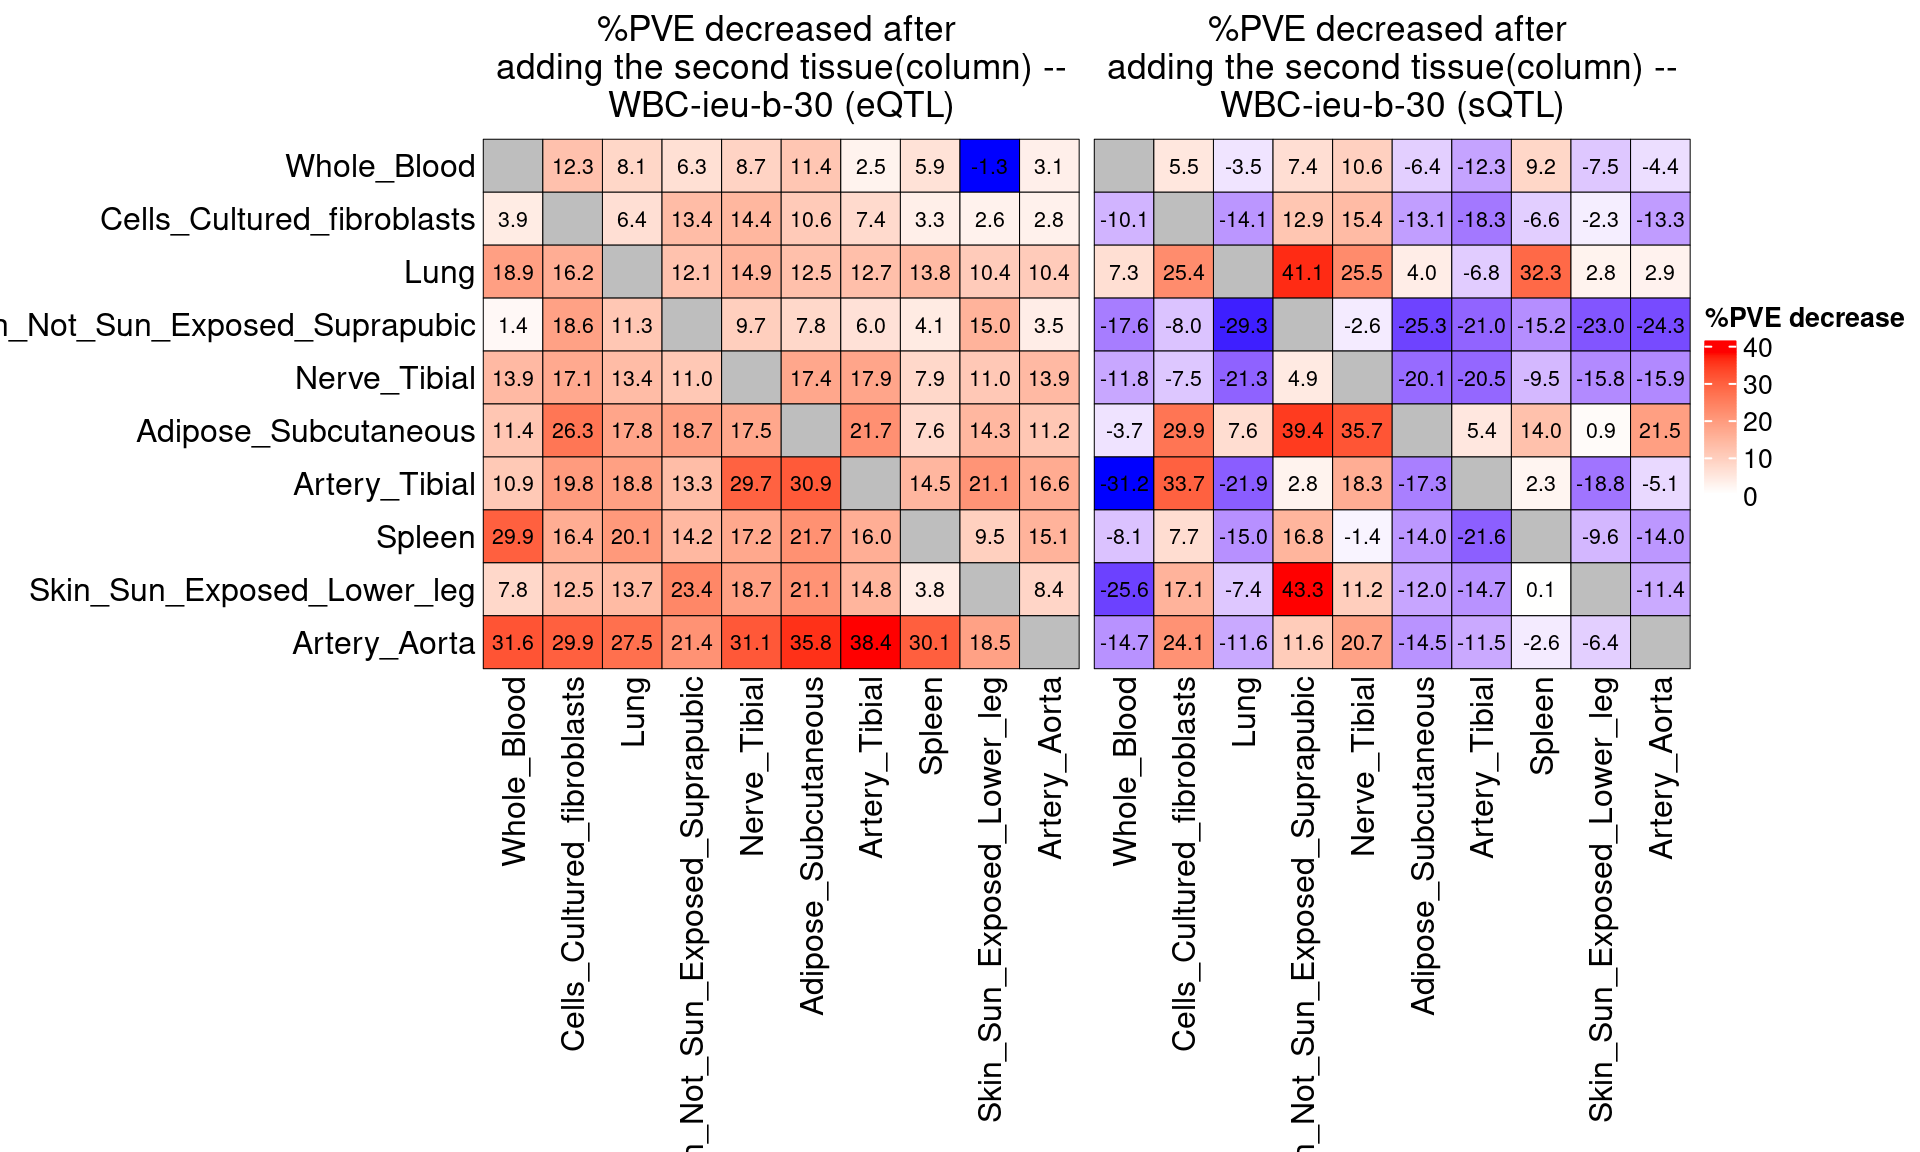 %PVE decreased after
adding the second tissue(column) --
WBC-ieu-b-30 (eQTL)
%PVE decreased after
adding the second tissue(column) --
WBC-ieu-b-30 (sQTL)
Whole_Blood 12.3 8.1 6.3 8.7 11.4 2.5 5.9 -1.3 3.1 5.5 -3.5 7.4 10.6 -6.4 -12.3 9.2 -7.5 -4.4
Cells_Cultured_fibroblasts 3.9 6.4 13.4 14.4 10.6 7.4 3.3 2.6 2.8 -10.1 -14.1 12.9 15.4 -13.1 -18.3 -6.6 -2.3 -13.3
Lung 18.9 16.2 12.1 14.9 12.5 12.7 13.8 10.4 10.4 7.3 25.4 41.1 25.5 4.0 -6.8 32.3 2.8 2.9
n_Not_Sun_Exposed_Suprapubic 1.4 18.6 11.3 9.7 7.8 6.0 4.1 15.0 3.5 -17.6 -8.0 -29.3 -2.6 -25.3 -21.0 -15.2 -23.0 -24.3
Nerve_Tibial 13.9 17.1 13.4 11.0 17.4 17.9 7.9 11.0 13.9 -11.8 -7.5 -21.3 4.9 -20.1 -20.5 -9.5 -15.8 -15.9
Adipose_Subcutaneous 11.4 26.3 17.8 18.7 17.5 21.7 7.6 14.3 11.2 -3.7 29.9 7.6 39.4 35.7 5.4 14.0 0.9 21.5
Artery_Tibial 10.9 19.8 18.8 13.3 29.7 30.9 14.5 21.1 16.6 -31.2 33.7 -21.9 2.8 18.3 -17.3 2.3 -18.8 -5.1
Spleen 29.9 16.4 20.1 14.2 17.2 21.7 16.0 9.5 15.1 -8.1 7.7 -15.0 16.8 -1.4 -14.0 -21.6 -9.6 -14.0
Skin_Sun_Exposed_Lower_leg 7.8 12.5 13.7 23.4 18.7 21.1 14.8 3.8 8.4 -25.6 17.1 -7.4 43.3 11.2 -12.0 -14.7 0.1 -11.4
Artery_Aorta 31.6 29.9 27.5 21.4 31.1 35.8 38.4 30.1 18.5 -14.7 24.1 -11.6 11.6 20.7 -14.5 -11.5 -2.6 -6.4
Whole_Blood
Cells_Cultured_fibroblasts
Lung
n_Not_Sun_Exposed_Suprapubic
Nerve_Tibial
Adipose_Subcutaneous
Artery_Tibial
Spleen
Skin_Sun_Exposed_Lower_leg
Artery_Aorta
Whole_Blood
Cells_Cultured_fibroblasts
Lung
n_Not_Sun_Exposed_Suprapubic
Nerve_Tibial
Adipose_Subcutaneous
Artery_Tibial
Spleen
Skin_Sun_Exposed_Lower_leg
Artery_Aorta
%PVE decrease
40
30
20
10
0